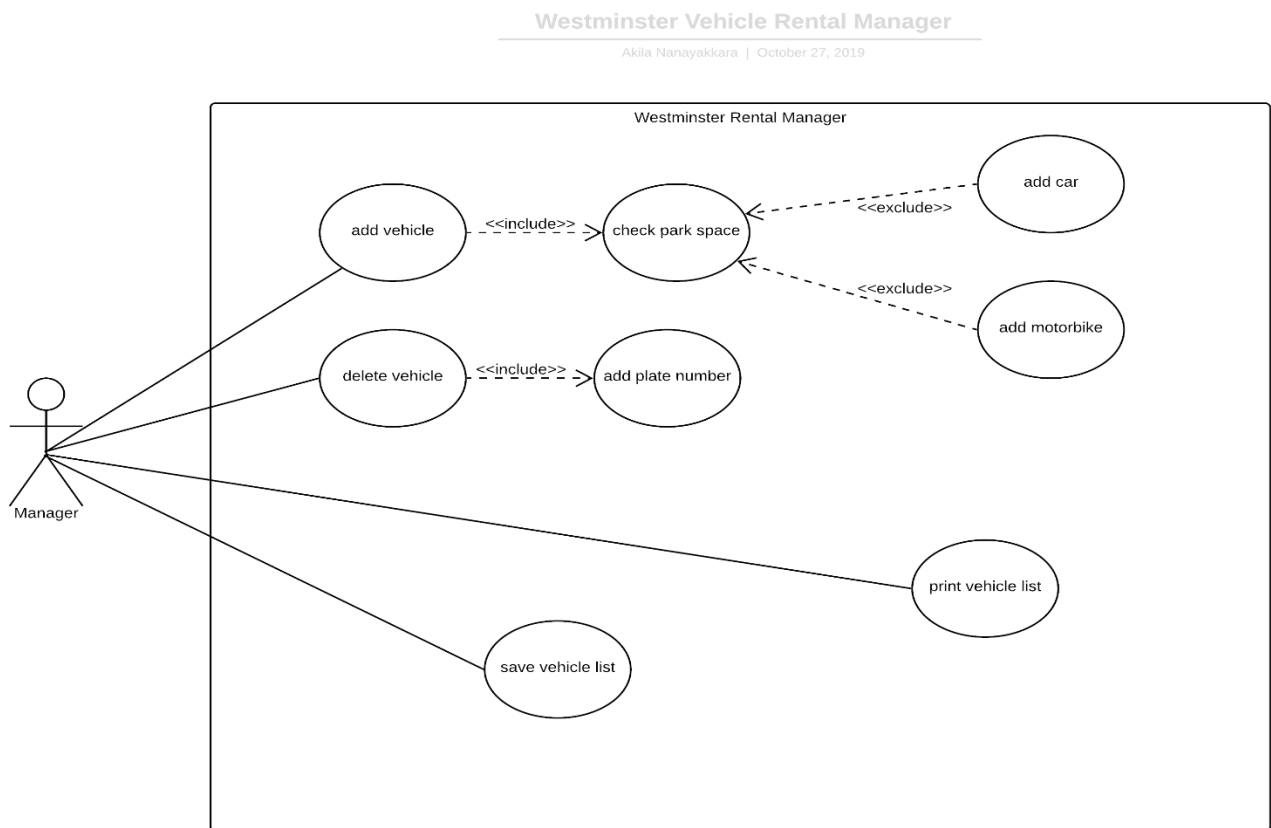 Westminster Vehicle Rental Manager
Akila Nanayakkara | October 27, 2019
Westminster Rental Manager
add vehicle
<<include>>
check park space
<<exclude>>
add car
<<exclude>>
add motorbike
delete vehicle
<<include>>
add plate number
Manager
print vehicle list
save vehicle list